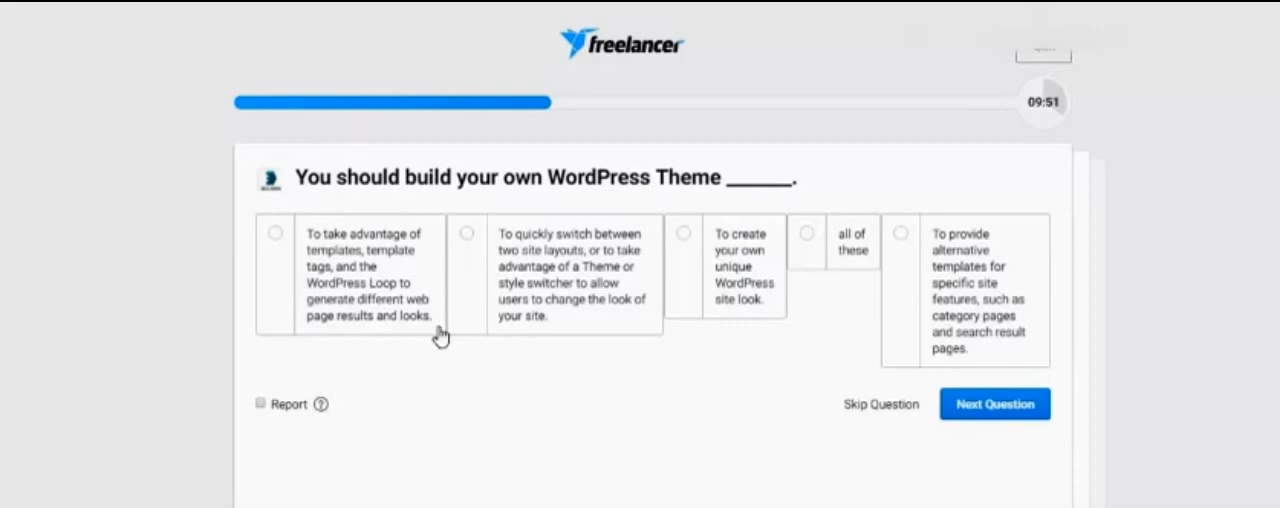 freelancer
09:51
You should build your own WordPress Theme ______.
To take advantage of
templates, template
tags, and the
WordPress Loop to
generate different web
page results and looks.
To quickly switch between
two site layouts, or to take
advantage of a Theme or
style switcher to allow
users to change the look of
your site.
To create
your own
unique
WordPress
site look.
all of
these
To provide
alternative
templates for
specific site
features, such as
category pages
and search result
pages.
Report ?
Skip Question
Next Question